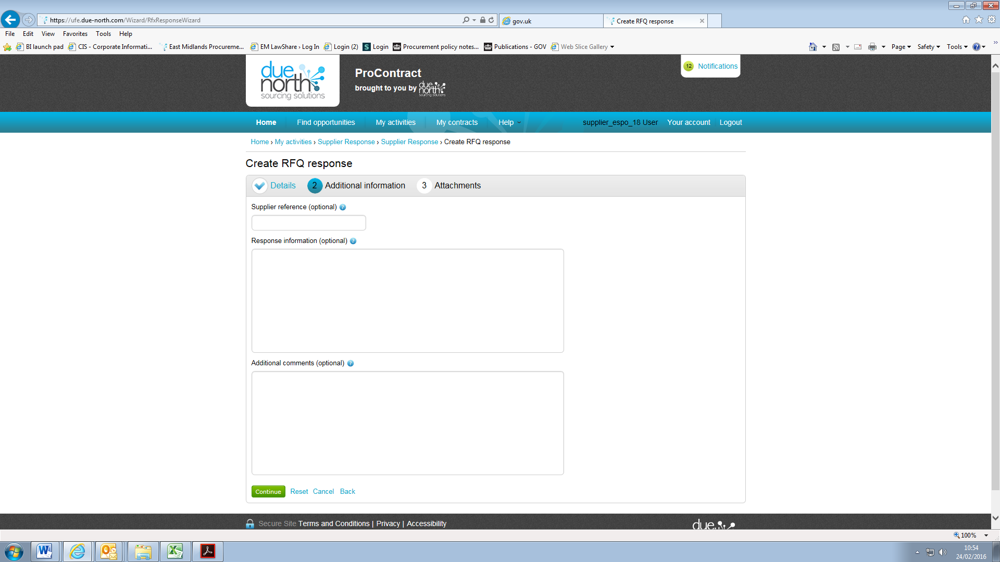 https://ufe.due-north.com/Wizard/RfxResponseWizard
gov.uk
Create RFQ response
File Edit View Favorites Tools Help
BI launch pad CIS - Corporate Informati... East Midlands Procureme... EM LawShare › Log In Login (2) S Login Procurement policy notes... Publications - GOV Web Slice Gallery Page Safety Tools
due north sourcing solutions
ProContract
brought to you by due north sourcing solutions
12 Notifications
Home Find opportunities My activities My contracts Help supplier_espo_18 User Your account Logout
Home › My activities › Supplier Response › Supplier Response › Create RFQ response
Create RFQ response
Details 2 Additional information 3 Attachments
Supplier reference (optional) ?
Response information (optional) ?
Additional comments (optional) ?
Continue Reset Cancel Back
Secure Site Terms and Conditions | Privacy | Accessibility
due
100%
10:54
24/02/2016